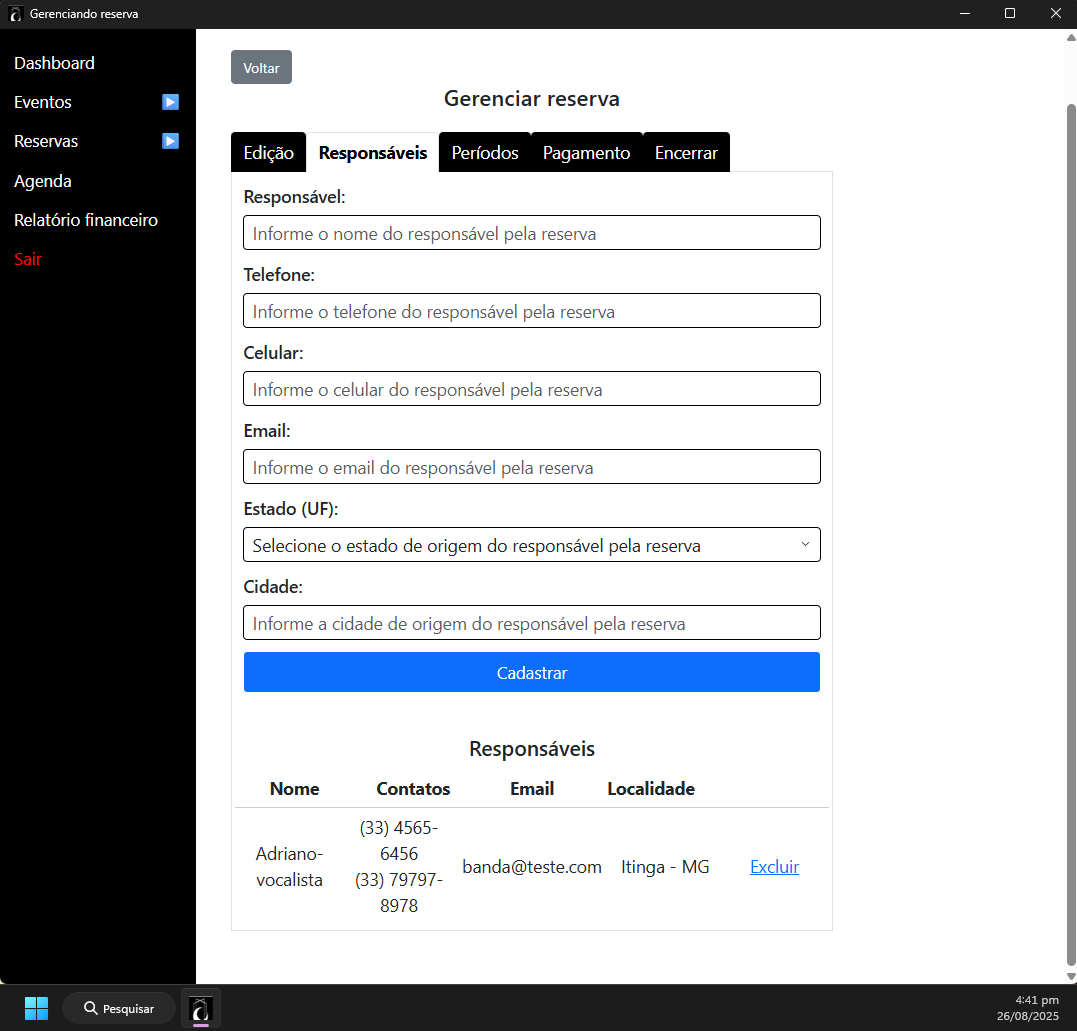 Gerenciando reserva
Dashboard
Eventos
Reservas
Agenda
Relatório financeiro
Sair
Voltar
Gerenciar reserva
Edição Responsáveis Períodos Pagamento Encerrar
Responsável:
Informe o nome do responsável pela reserva
Telefone:
Informe o telefone do responsável pela reserva
Celular:
Informe o celular do responsável pela reserva
Email:
Informe o email do responsável pela reserva
Estado (UF):
Selecione o estado de origem do responsável pela reserva
Cidade:
Informe a cidade de origem do responsável pela reserva
Cadastrar
Responsáveis
Nome Contatos Email Localidade
Adriano-
vocalista
(33) 4565-
6456
(33) 79797-
8978
banda@teste.com
Itinga - MG
Excluir
Pesquisar
4:41 pm
26/08/2025